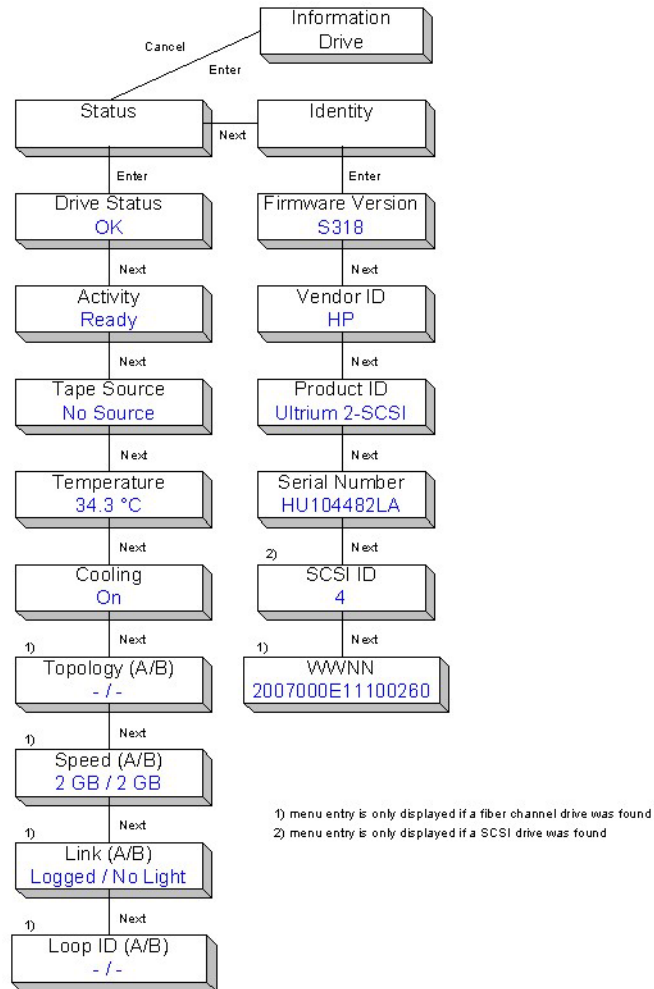 Information
Drive
Cancel
Enter
Status
Next
Identity
Enter
Drive Status
OK
Next
Activity
Ready
Next
Tape Source
No Source
Next
Temperature
34.3 °C
Next
Cooling
On
Next
1)
Topology (A/B)
- / -
Next
1)
Speed (A/B)
2 GB / 2 GB
Next
1)
Link (A/B)
Logged / No Light
Next
1)
Loop ID (A/B)
- / -
Enter
Firmware Version
S318
Next
Vendor ID
HP
Next
Product ID
Ultrium 2-SCSI
Next
Serial Number
HU104482LA
Next
2)
SCSI ID
4
Next
1)
WWNN
2007000E11100260
1) menu entry is only displayed if a fiber channel drive was found
2) menu entry is only displayed if a SCSI drive was found